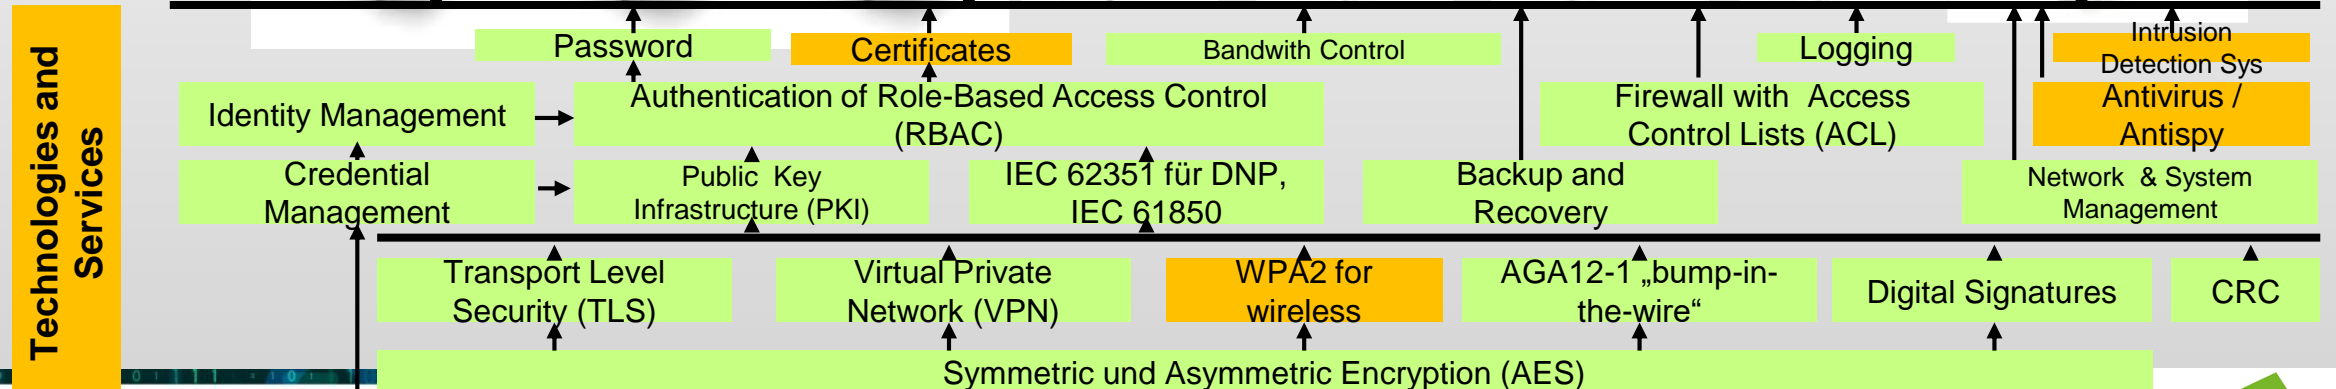 Technologies and
Services
Password
Certificates
Bandwith Control
Logging
Intrusion
Detection Sys
Identity Management
Authentication of Role-Based Access Control
(RBAC)
Firewall with Access
Control Lists (ACL)
Antivirus /
Antispy
Credential
Management
Public Key
Infrastructure (PKI)
IEC 62351 für DNP,
IEC 61850
Backup and
Recovery
Network & System
Management
Transport Level
Security (TLS)
Virtual Private
Network (VPN)
WPA2 for
wireless
AGA12-1 „bump-in-
the-wire“
Digital Signatures
CRC
Symmetric und Asymmetric Encryption (AES)